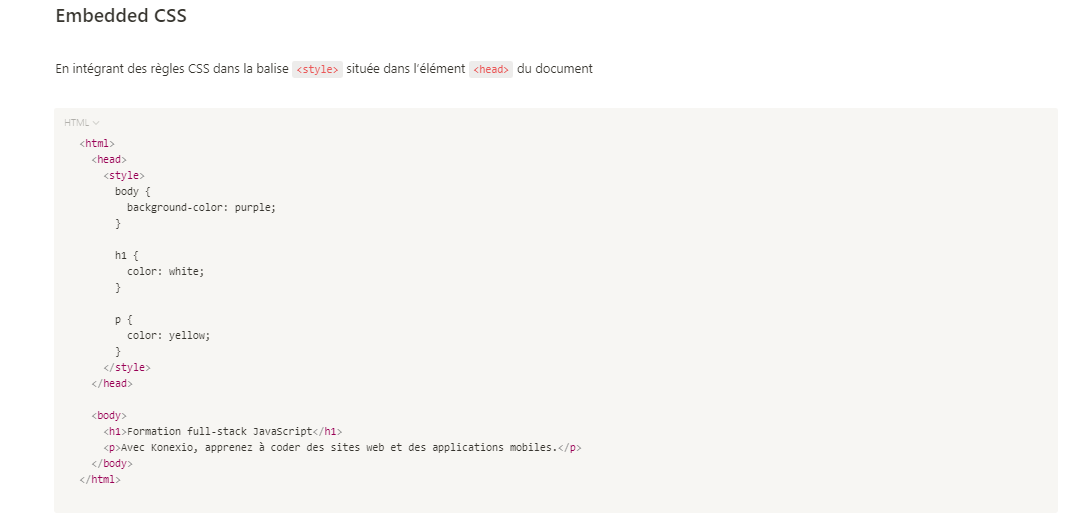 Embedded CSS
En intégrant des règles CSS dans la balise <style> située dans l'élément <head> du document
HTML
<html>
  <head>
    <style>
      body {
        background-color: purple;
      }

      h1 {
        color: white;
      }

      p {
        color: yellow;
      }
    </style>
  </head>

  <body>
    <h1>Formation full-stack JavaScript</h1>
    <p>Avec Konexio, apprenez à coder des sites web et des applications mobiles.</p>
  </body>
</html>